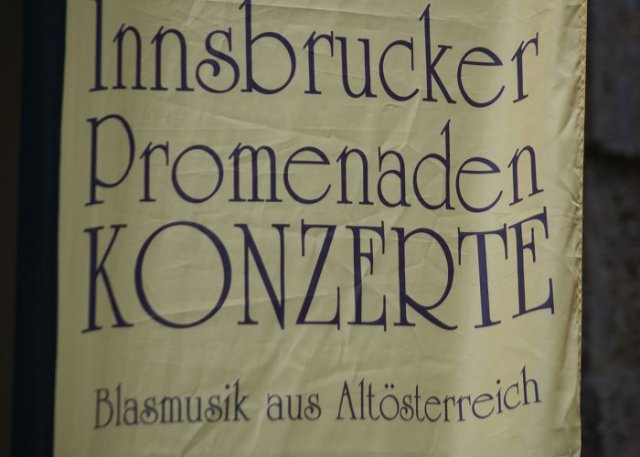 Innsbrucker
Promenaden
KONZERTE
Blasmusik aus Altösterreich